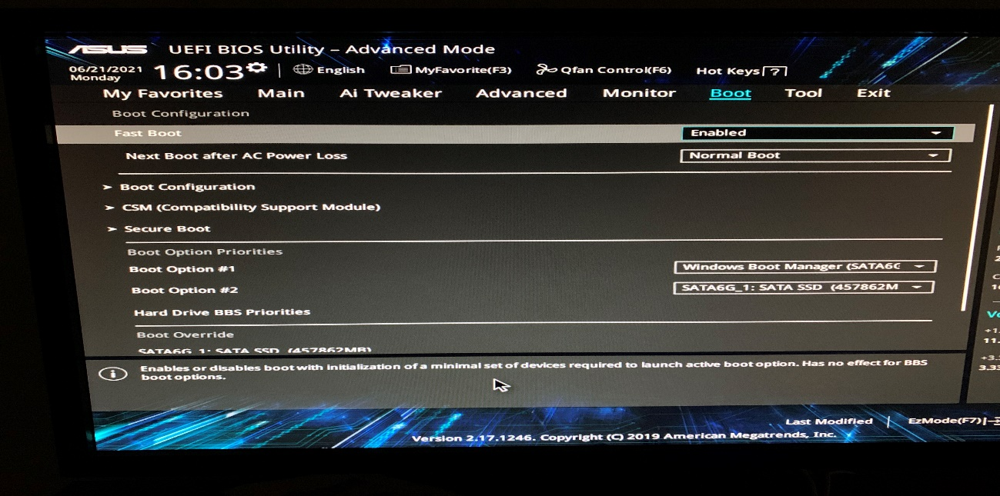 ASUS UEFI BIOS Utility – Advanced Mode
06/21/2021
Monday
16:03
English
MyFavorite(F3)
Qfan Control(F6)
Hot Keys
?
My Favorites Main Ai Tweaker Advanced Monitor Boot Tool Exit
Boot Configuration
Fast Boot Enabled
Next Boot after AC Power Loss Normal Boot
Boot Configuration
CSM (Compatibility Support Module)
Secure Boot
Boot Option Priorities
Boot Option #1 Windows Boot Manager (SATA6G
Boot Option #2 SATA6G_1: SATA SSD (457862M
Hard Drive BBS Priorities
Boot Override
SATA6G_1: SATA SSD (457862MB)
Enables or disables boot with initialization of a minimal set of devices required to launch active boot option. Has no effect for BBS
boot options.
Last Modified
EzMode(F7)
Version 2.17.1246. Copyright (C) 2019 American Megatrends, Inc.